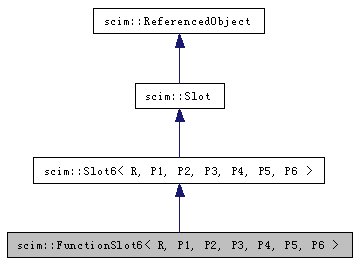 scim::ReferencedObject
scim::Slot
scim::Slot6< R, P1, P2, P3, P4, P5, P6 >
scim::FunctionSlot6< R, P1, P2, P3, P4, P5, P6 >